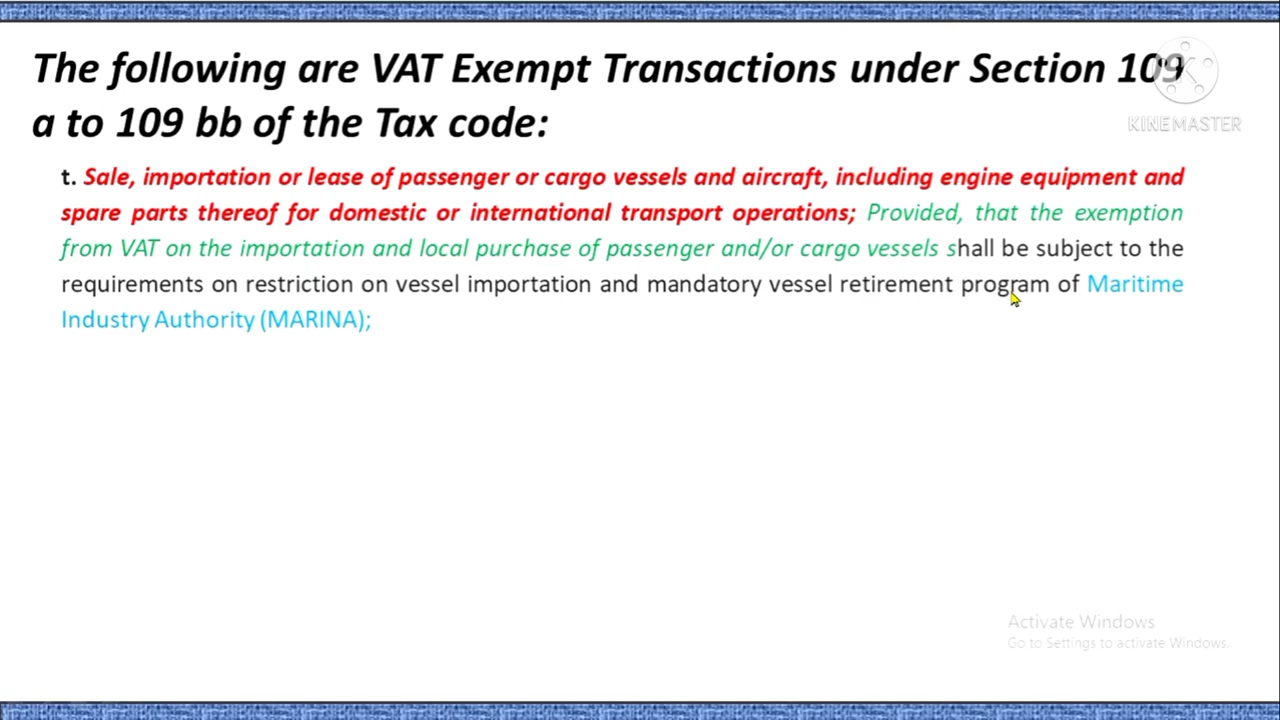 The following are VAT Exempt Transactions under Section 109
KINEMASTER
a to 109 bb of the Tax code:
t. Sale, importation or lease of passenger or cargo vessels and aircraft, including engine equipment and
spare parts thereof for domestic or international transport operations; Provided, that the exemption
from VAT on the importation and local purchase of passenger and/or cargo vessels shall be subject to the
requirements on restriction on vessel importation and mandatory vessel retirement program of Maritime
Industry Authority (MARINA);
Activate Windows
Go to Settings to activate Windows.